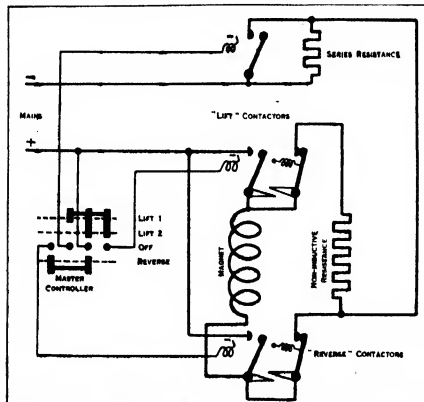 SERIES RESISTANCE
−
MAINS
"LIFT" CONTACTORS
+
LIFT 1
LIFT 2
OFF
REVERSE
MASTER
CONTROLLER
MAGNET
NON-INDUCTIVE
RESISTANCE
"REVERSE" CONTACTORS